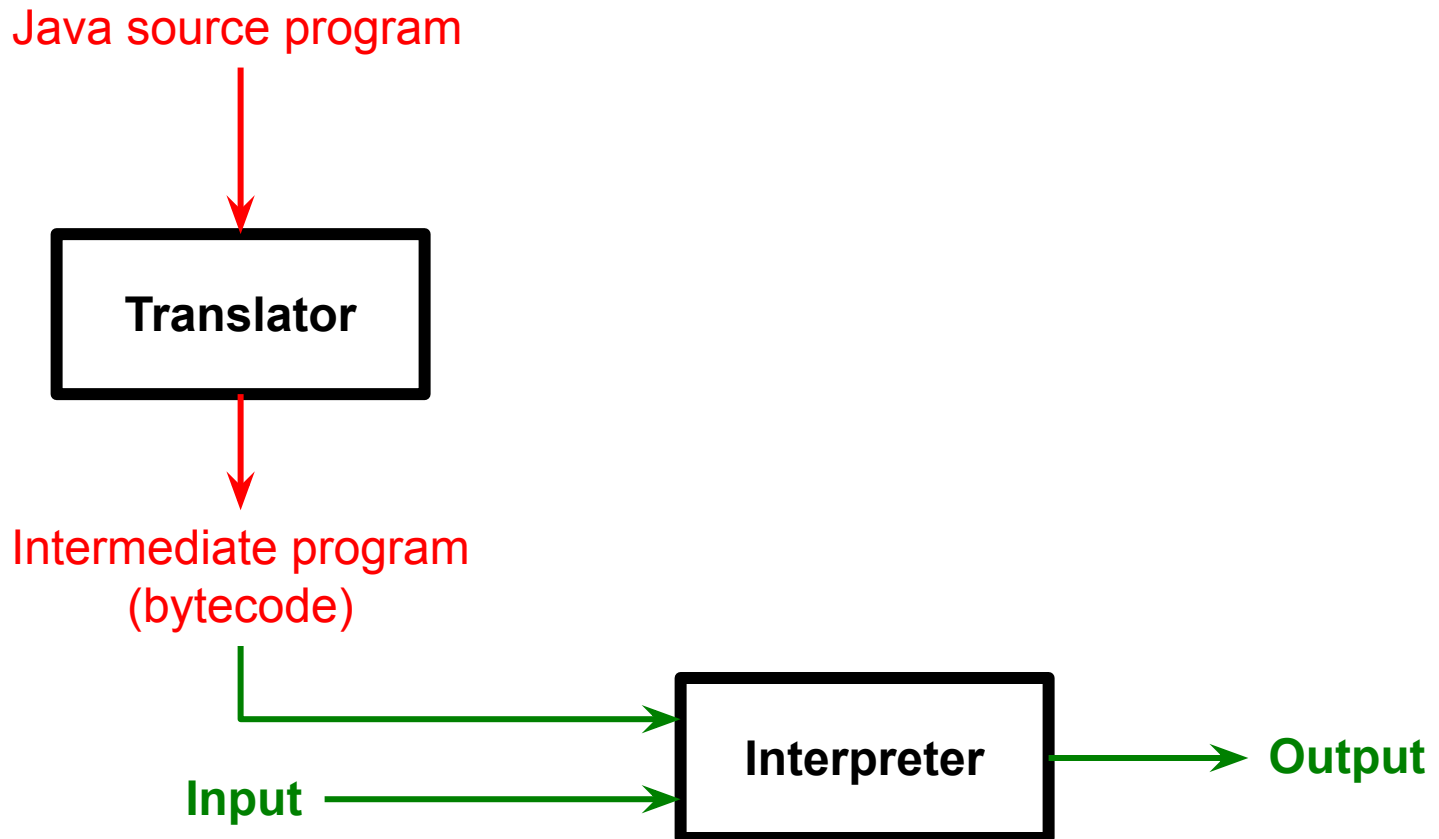 Java source program
Translator
Intermediate program
(bytecode)
Interpreter
Output
Input